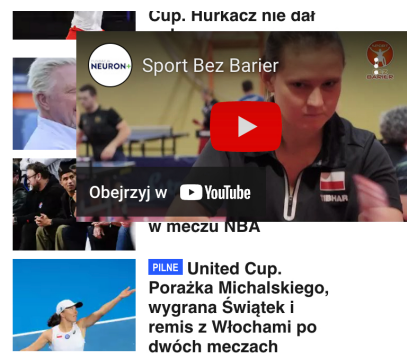 Cup. Hurkacz nie dał
NEURON+
Sport Bez Barier
BARIER
TIBHAR
Obejrzyj w YouTube
w meczu NBA
PILNE United Cup.
Porażka Michalskiego,
wygrana Świątek i
remis z Włochami po
dwóch meczach